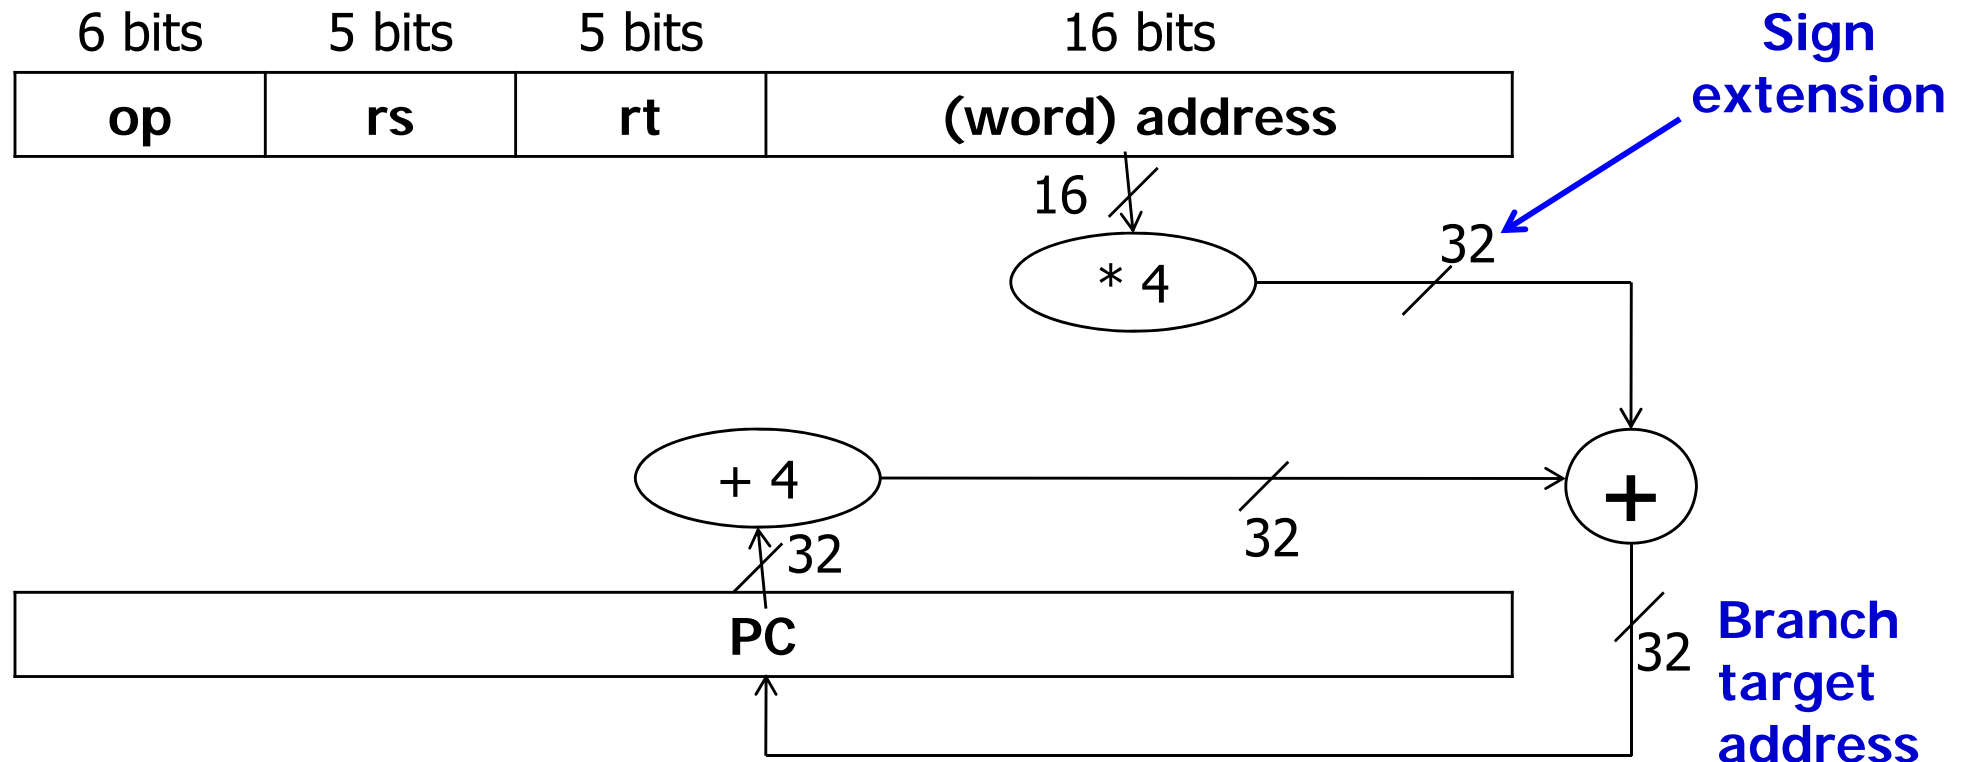 6 bits 5 bits 5 bits 16 bits
Sign
extension
op rs rt (word) address
16
32
* 4
+ 4
+
32
32
PC
32
Branch
target
address